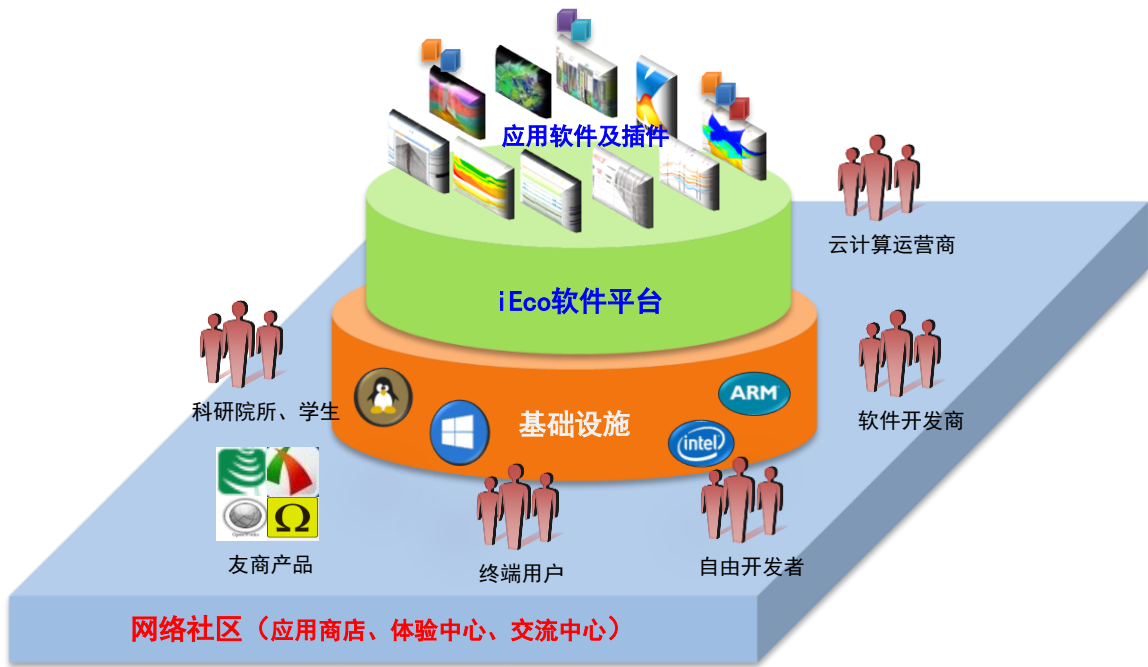 应用软件及插件
云计算运营商
iEco软件平台
科研院所、学生
ARM
基础设施
intel
软件开发商
Ω
友商产品
终端用户
自由开发者
网络社区（应用商店、体验中心、交流中心）